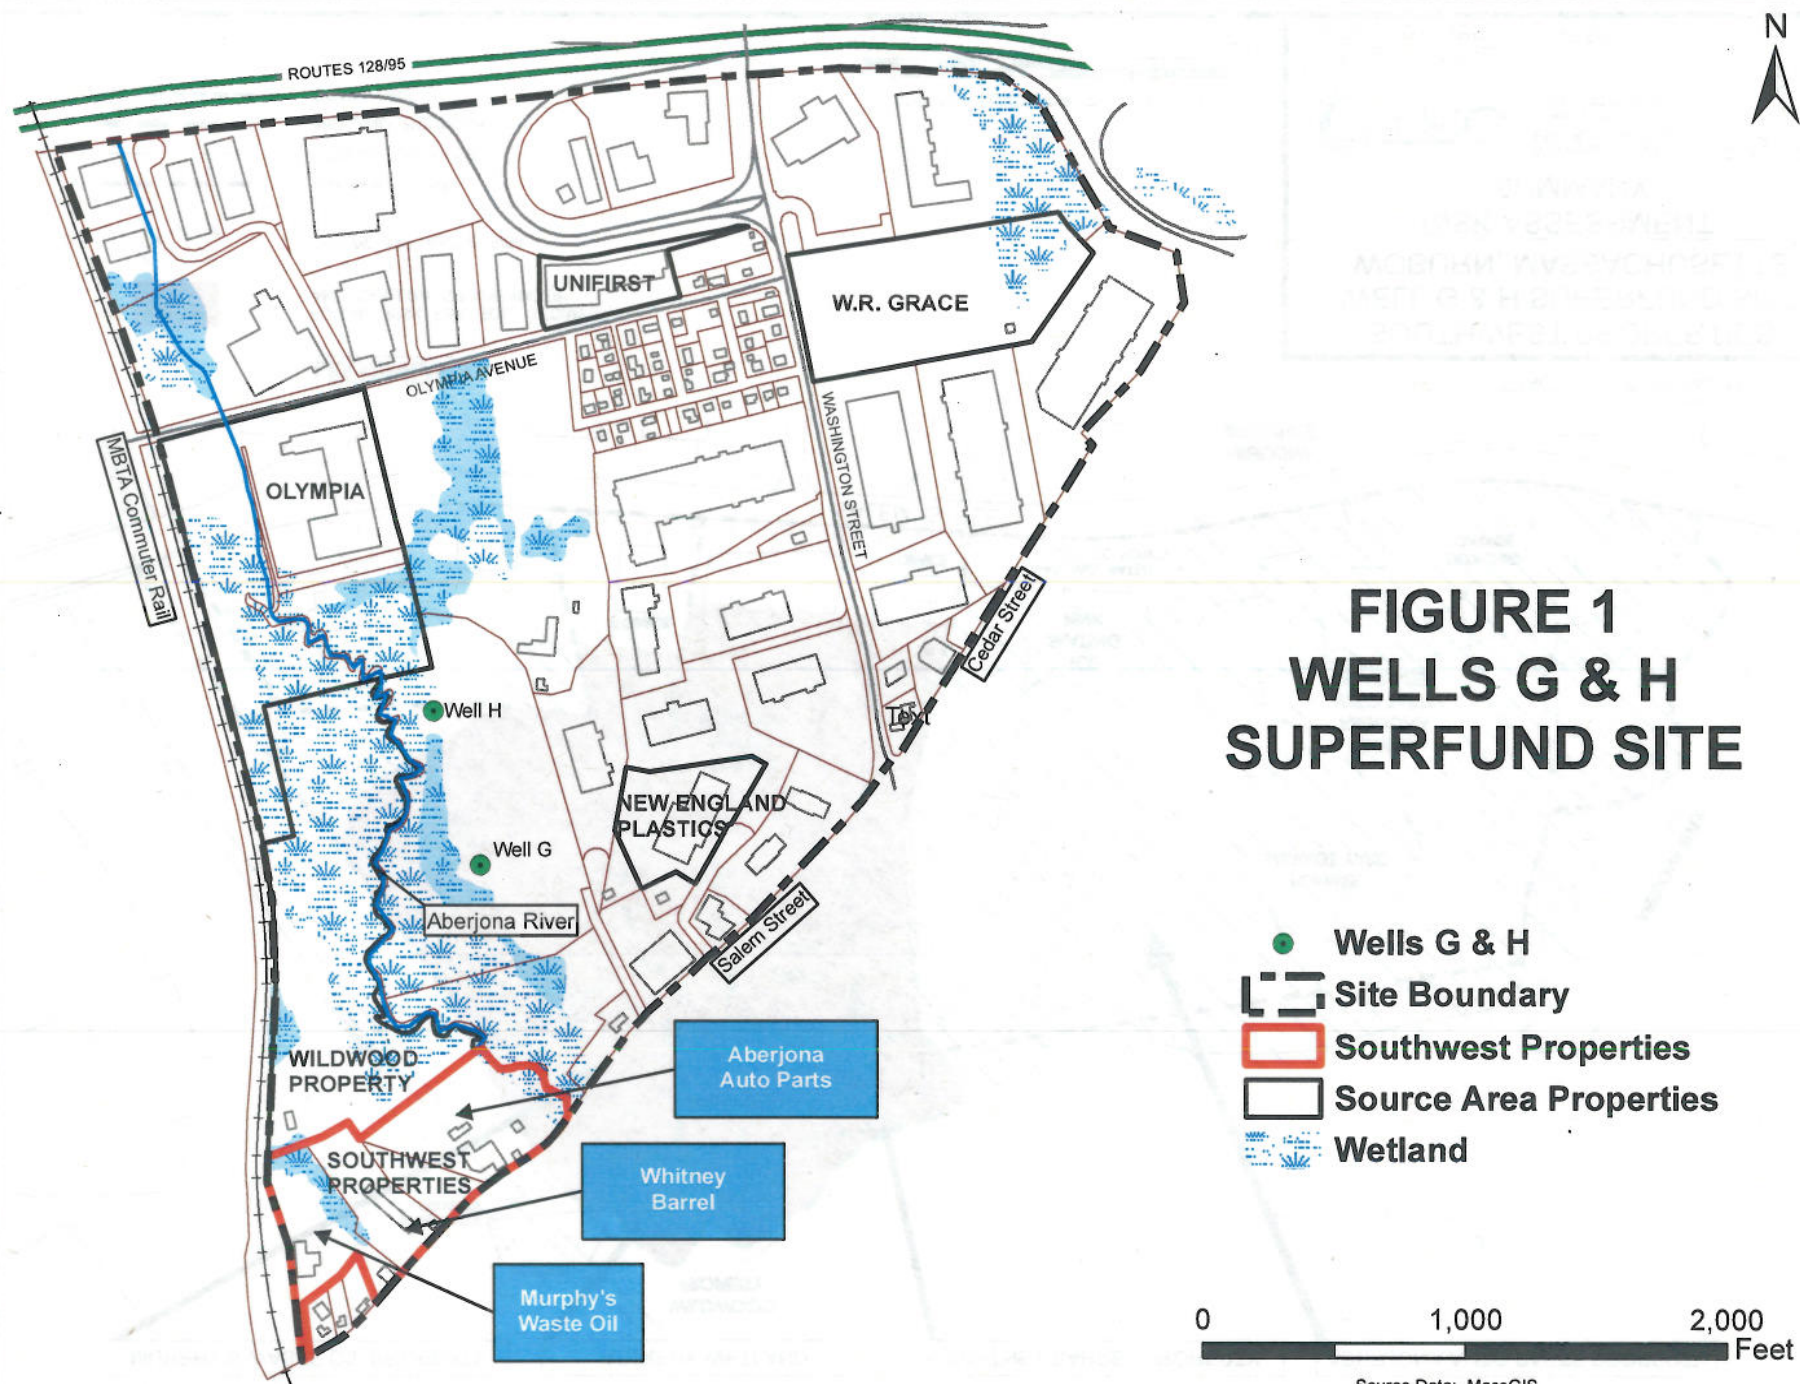 N
ROUTES 128/95
UNIFIRST
W.R. GRACE
OLYMPIA AVENUE
WASHINGTON STREET
MBTA Commuter Rail
OLYMPIA
Cedar Street
Text
Well H
NEW ENGLAND
PLASTICS
Well G
Aberjona River
Salem Street
WILDWOOD
PROPERTY
Aberjona
Auto Parts
SOUTHWEST
PROPERTIES
Whitney
Barrel
Murphy's
Waste Oil
FIGURE 1
WELLS G & H
SUPERFUND SITE
Wells G & H
Site Boundary
Southwest Properties
Source Area Properties
Wetland
0 1,000 2,000
Feet
Source Data: MassGIS